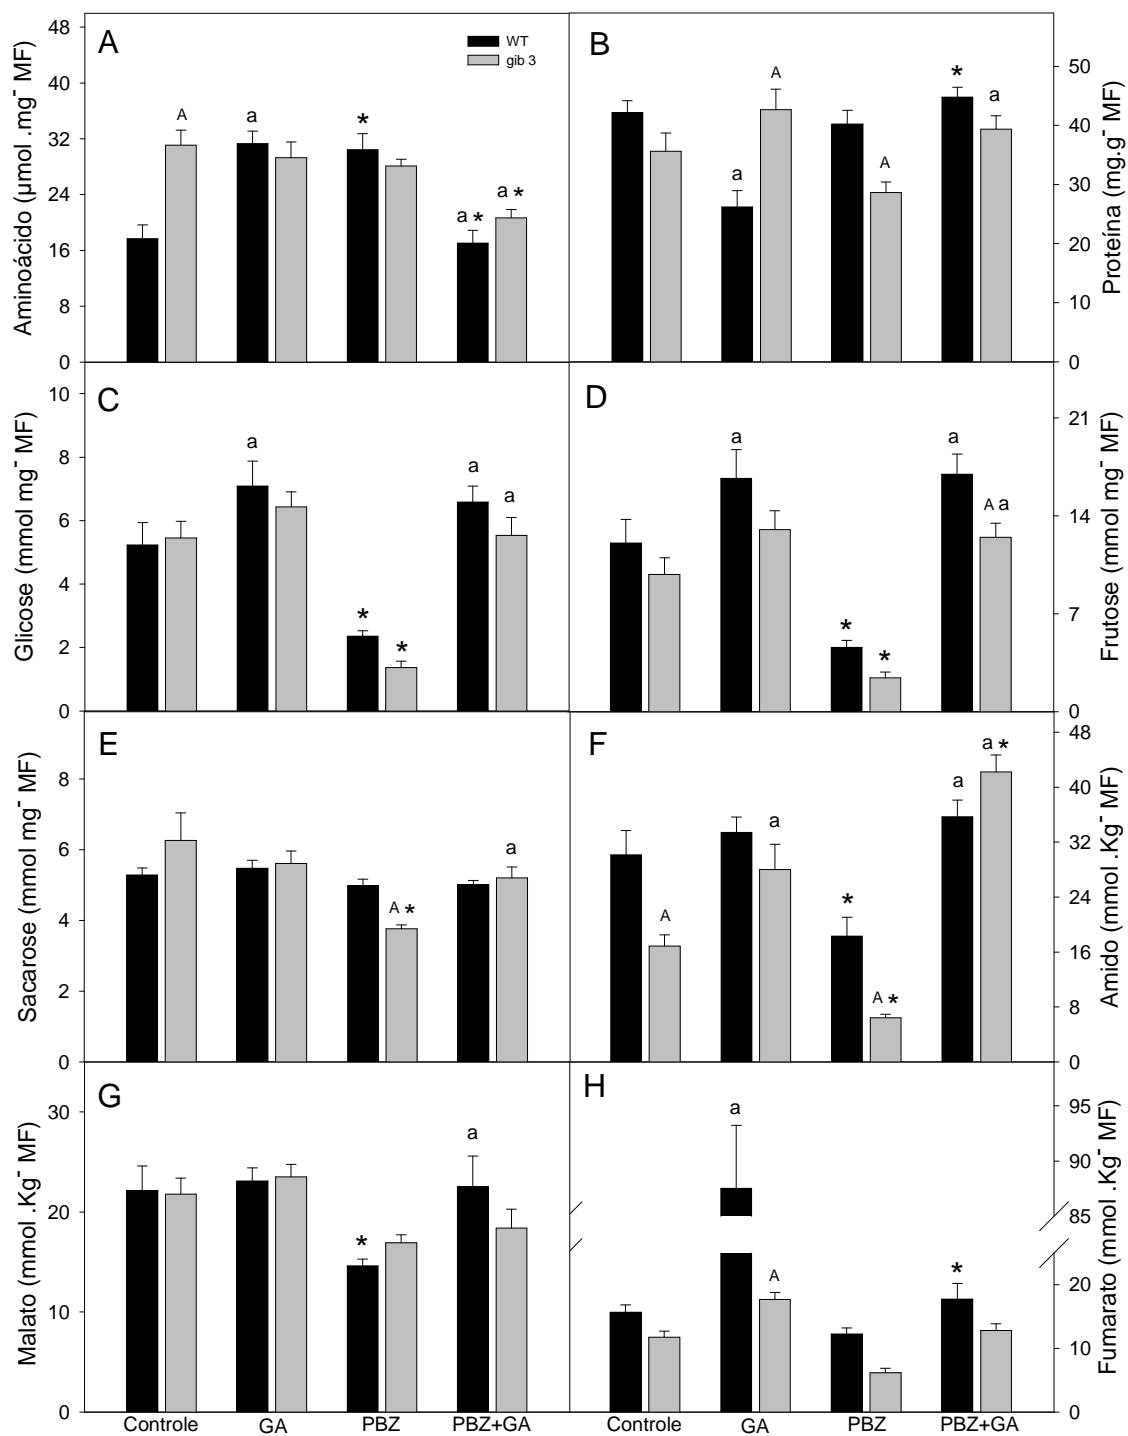 A
WT
gib 3
A
a
*
a *
a *
48
40
32
24
16
8
0
Aminoácido (µmol .mg⁻ MF)
B
a
A
A
*
a
50
40
30
20
10
0
Proteína (mg.g⁻ MF)
C
a
*
*
a
a
10
8
6
4
2
0
Glicose (mmol mg⁻ MF)
D
a
*
*
a
A a
21
14
7
0
Frutose (mmol mg⁻ MF)
E
A *
a
8
6
4
2
0
Sacarose (mmol mg⁻ MF)
F
A
a
*
A *
a
a *
48
40
32
24
16
8
0
Amido (mmol .Kg⁻ MF)
G
*
a
30
20
10
0
Malato (mmol .Kg⁻ MF)
H
a
A
*
95
90
85
20
10
0
Fumarato (mmol .Kg⁻ MF)
Controle GA PBZ PBZ+GA
Controle GA PBZ PBZ+GA